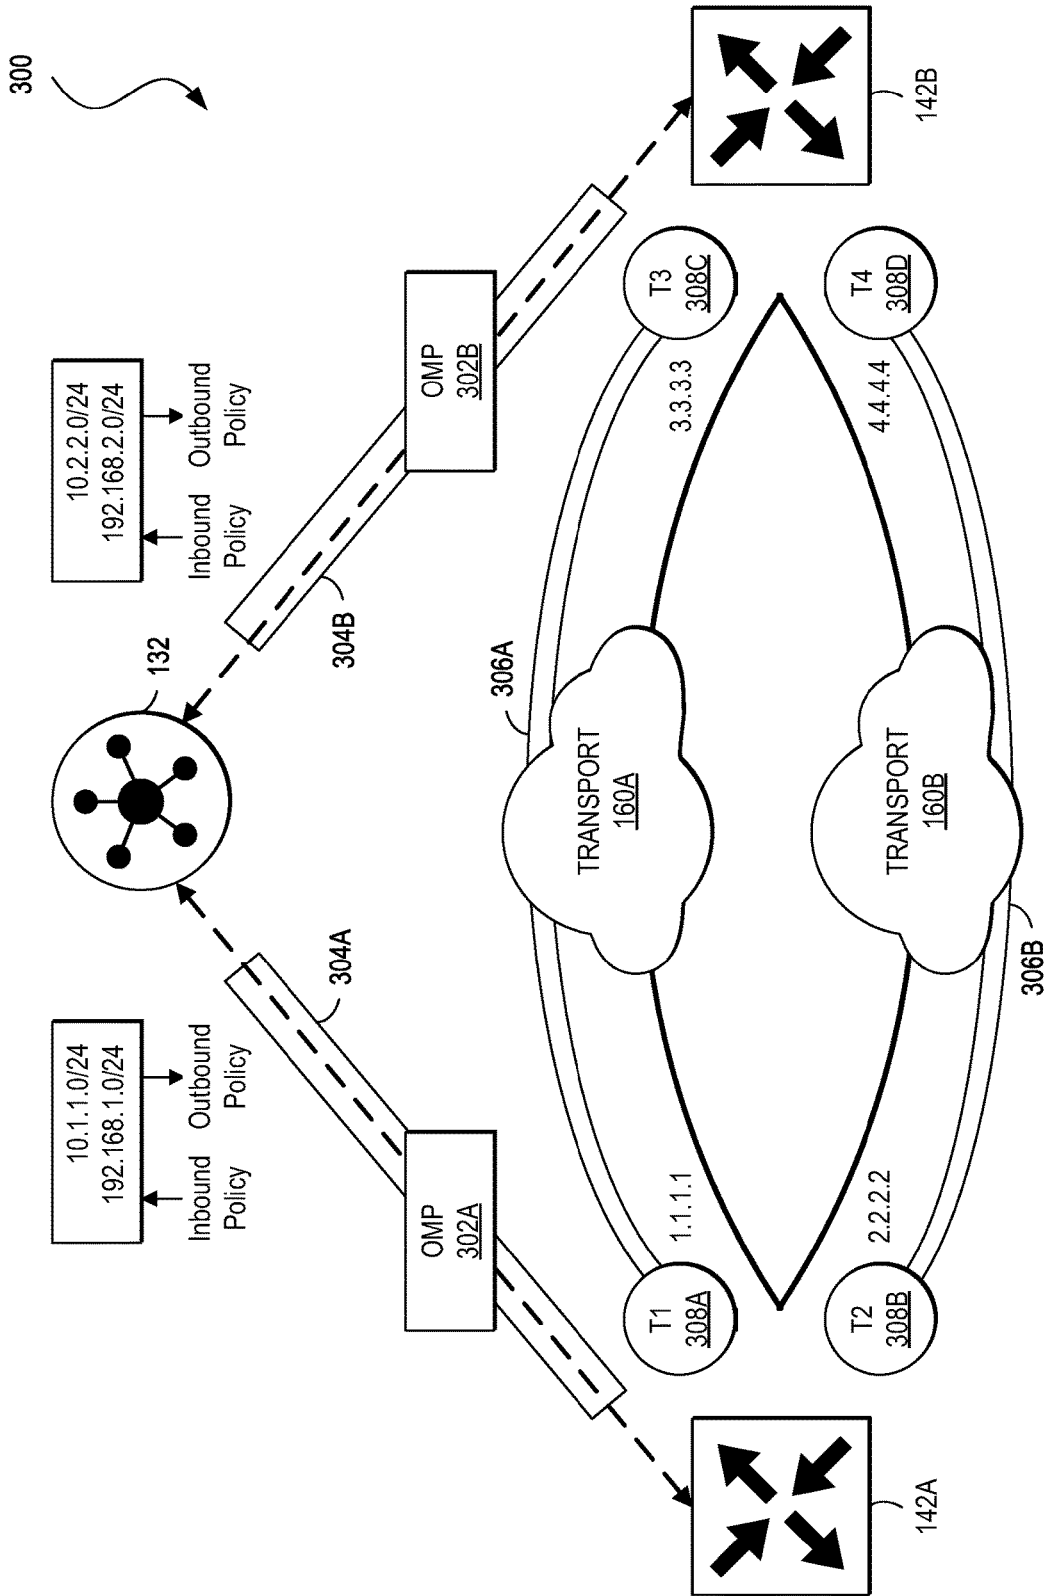 300
10.1.1.0/24
192.168.1.0/24
Inbound
Policy
Outbound
Policy
132
10.2.2.0/24
192.168.2.0/24
Inbound
Policy
Outbound
Policy
304A
304B
OMP
302A
OMP
302B
306A
T1
308A
1.1.1.1
TRANSPORT
160A
3.3.3.3
T3
308C
142A
142B
T2
308B
2.2.2.2
TRANSPORT
160B
4.4.4.4
T4
308D
306B